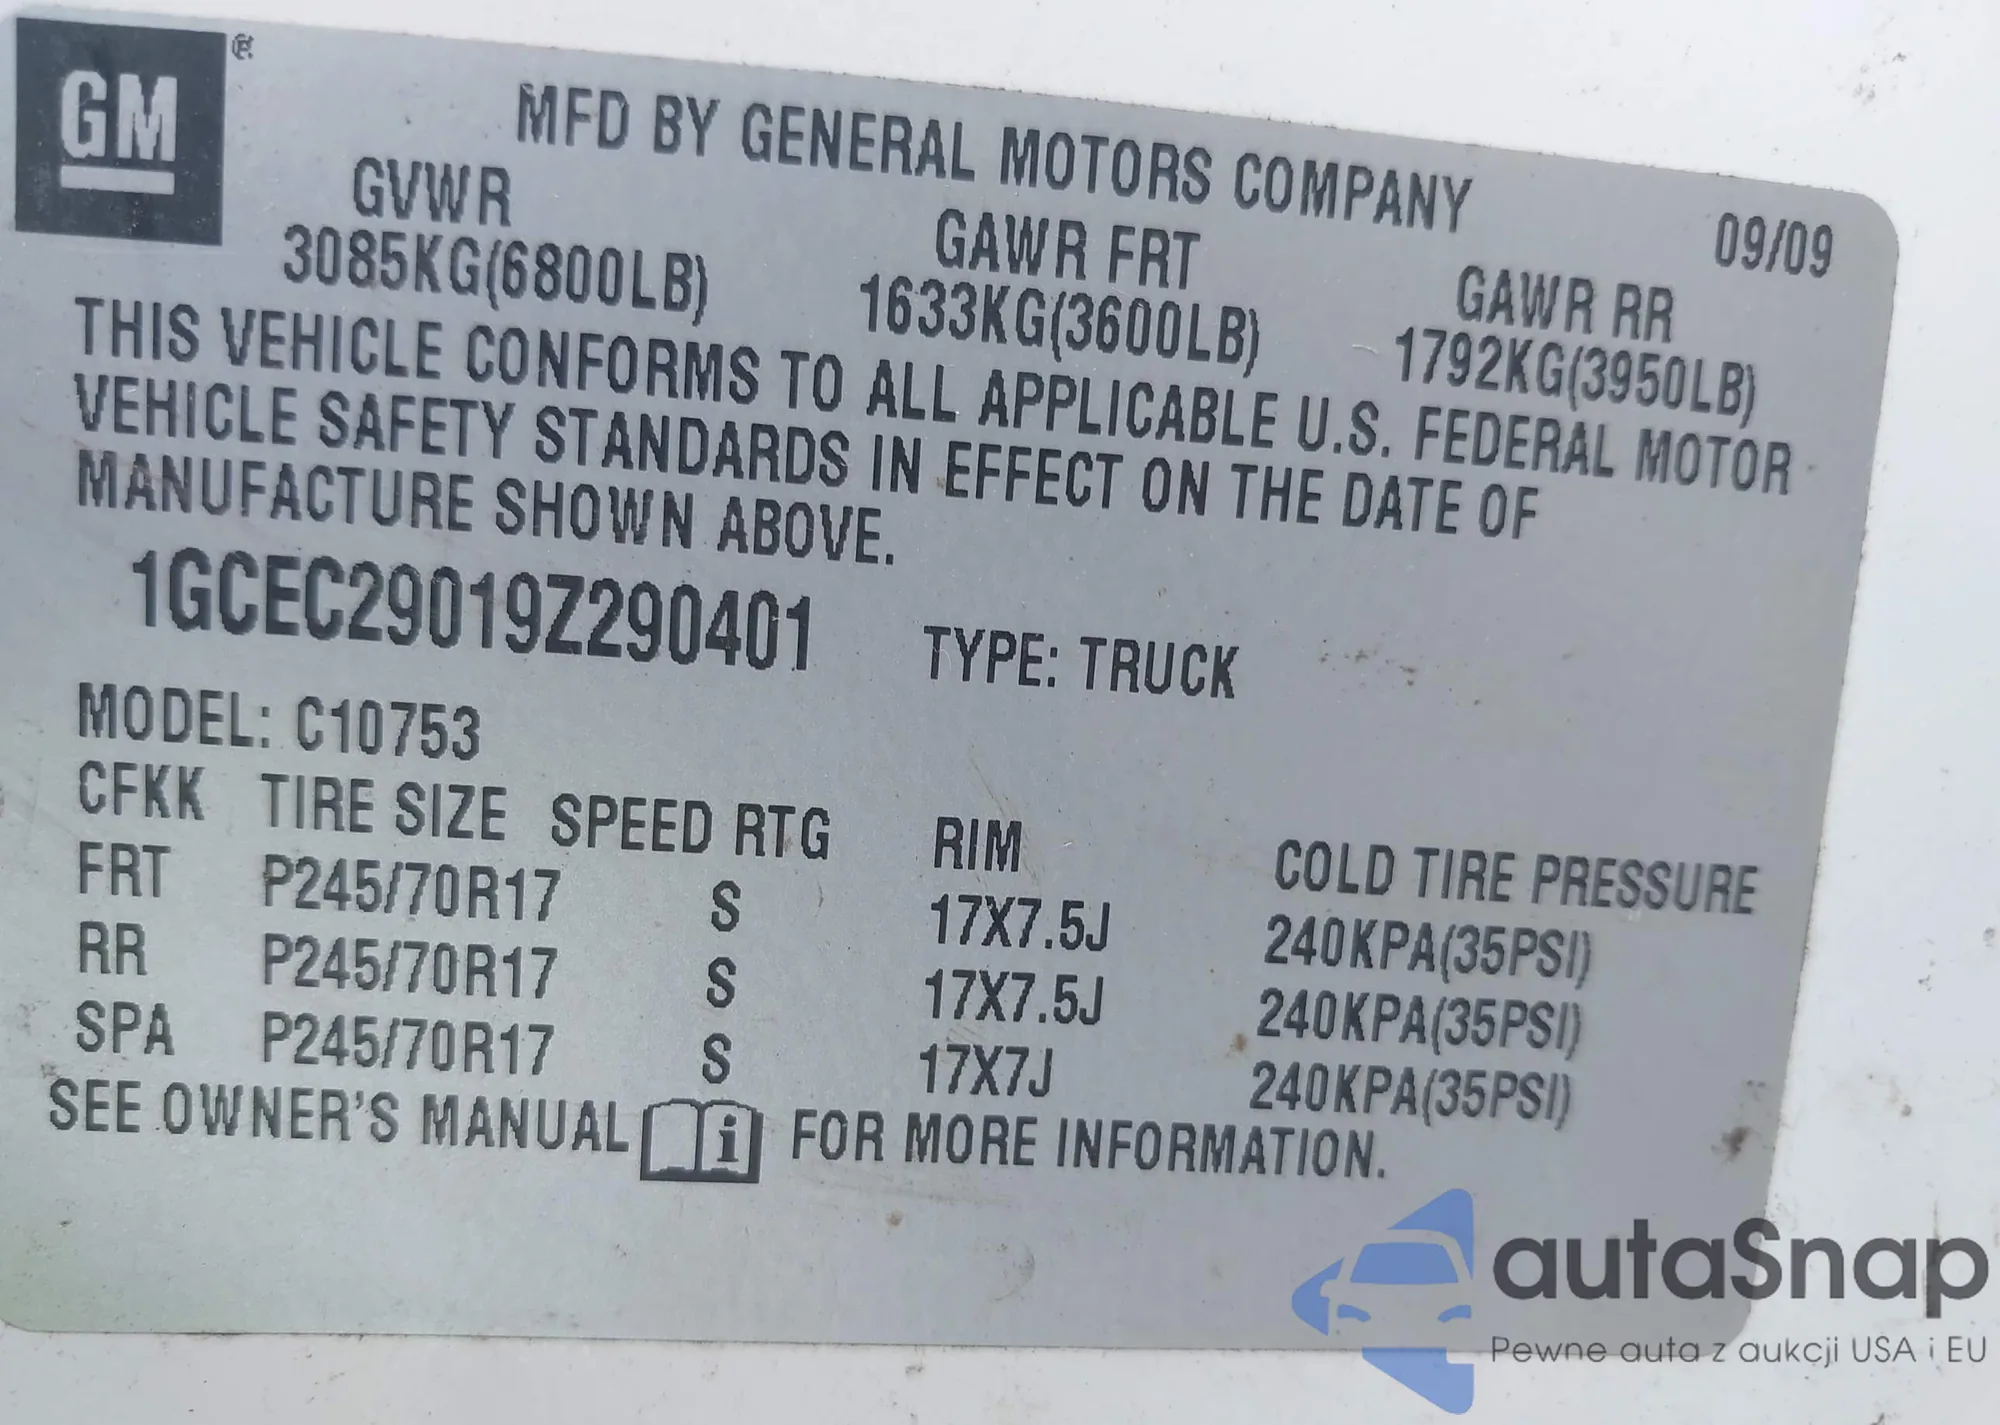 GM ®
MFD BY GENERAL MOTORS COMPANY 09/09
GVWR GAWR FRT GAWR RR
3085KG(6800LB) 1633KG(3600LB) 1792KG(3950LB)
THIS VEHICLE CONFORMS TO ALL APPLICABLE U.S. FEDERAL MOTOR
VEHICLE SAFETY STANDARDS IN EFFECT ON THE DATE OF
MANUFACTURE SHOWN ABOVE.
1GCEC29019Z290401 TYPE: TRUCK
MODEL: C10753
CFKK TIRE SIZE SPEED RTG RIM COLD TIRE PRESSURE
FRT P245/70R17 S 17X7.5J 240KPA(35PSI)
RR P245/70R17 S 17X7.5J 240KPA(35PSI)
SPA P245/70R17 S 17X7J 240KPA(35PSI)
SEE OWNER'S MANUAL i FOR MORE INFORMATION.
autaSnap
Pewne auta z aukcji USA i EU